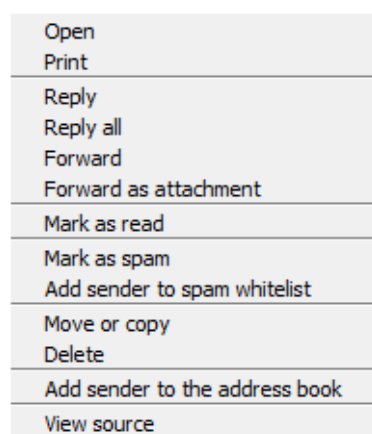 Open
Print
Reply
Reply all
Forward
Forward as attachment
Mark as read
Mark as spam
Add sender to spam whitelist
Move or copy
Delete
Add sender to the address book
View source